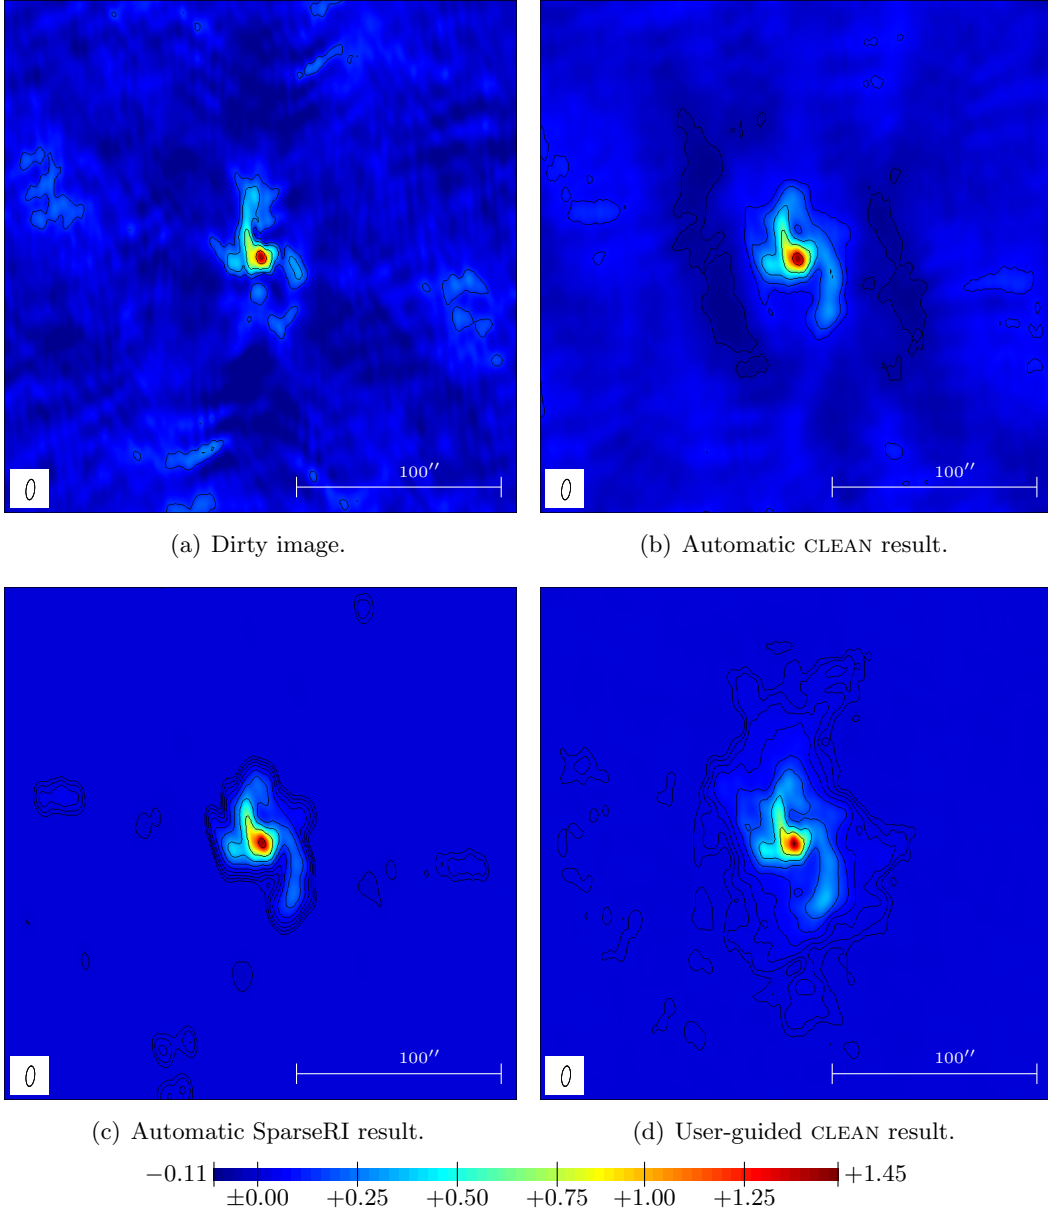 100′′
100′′
(a) Dirty image.
(b) Automatic CLEAN result.
100′′
100′′
(c) Automatic SparseRI result.
(d) User-guided CLEAN result.
−0.11
+1.45
±0.00 +0.25 +0.50 +0.75 +1.00 +1.25